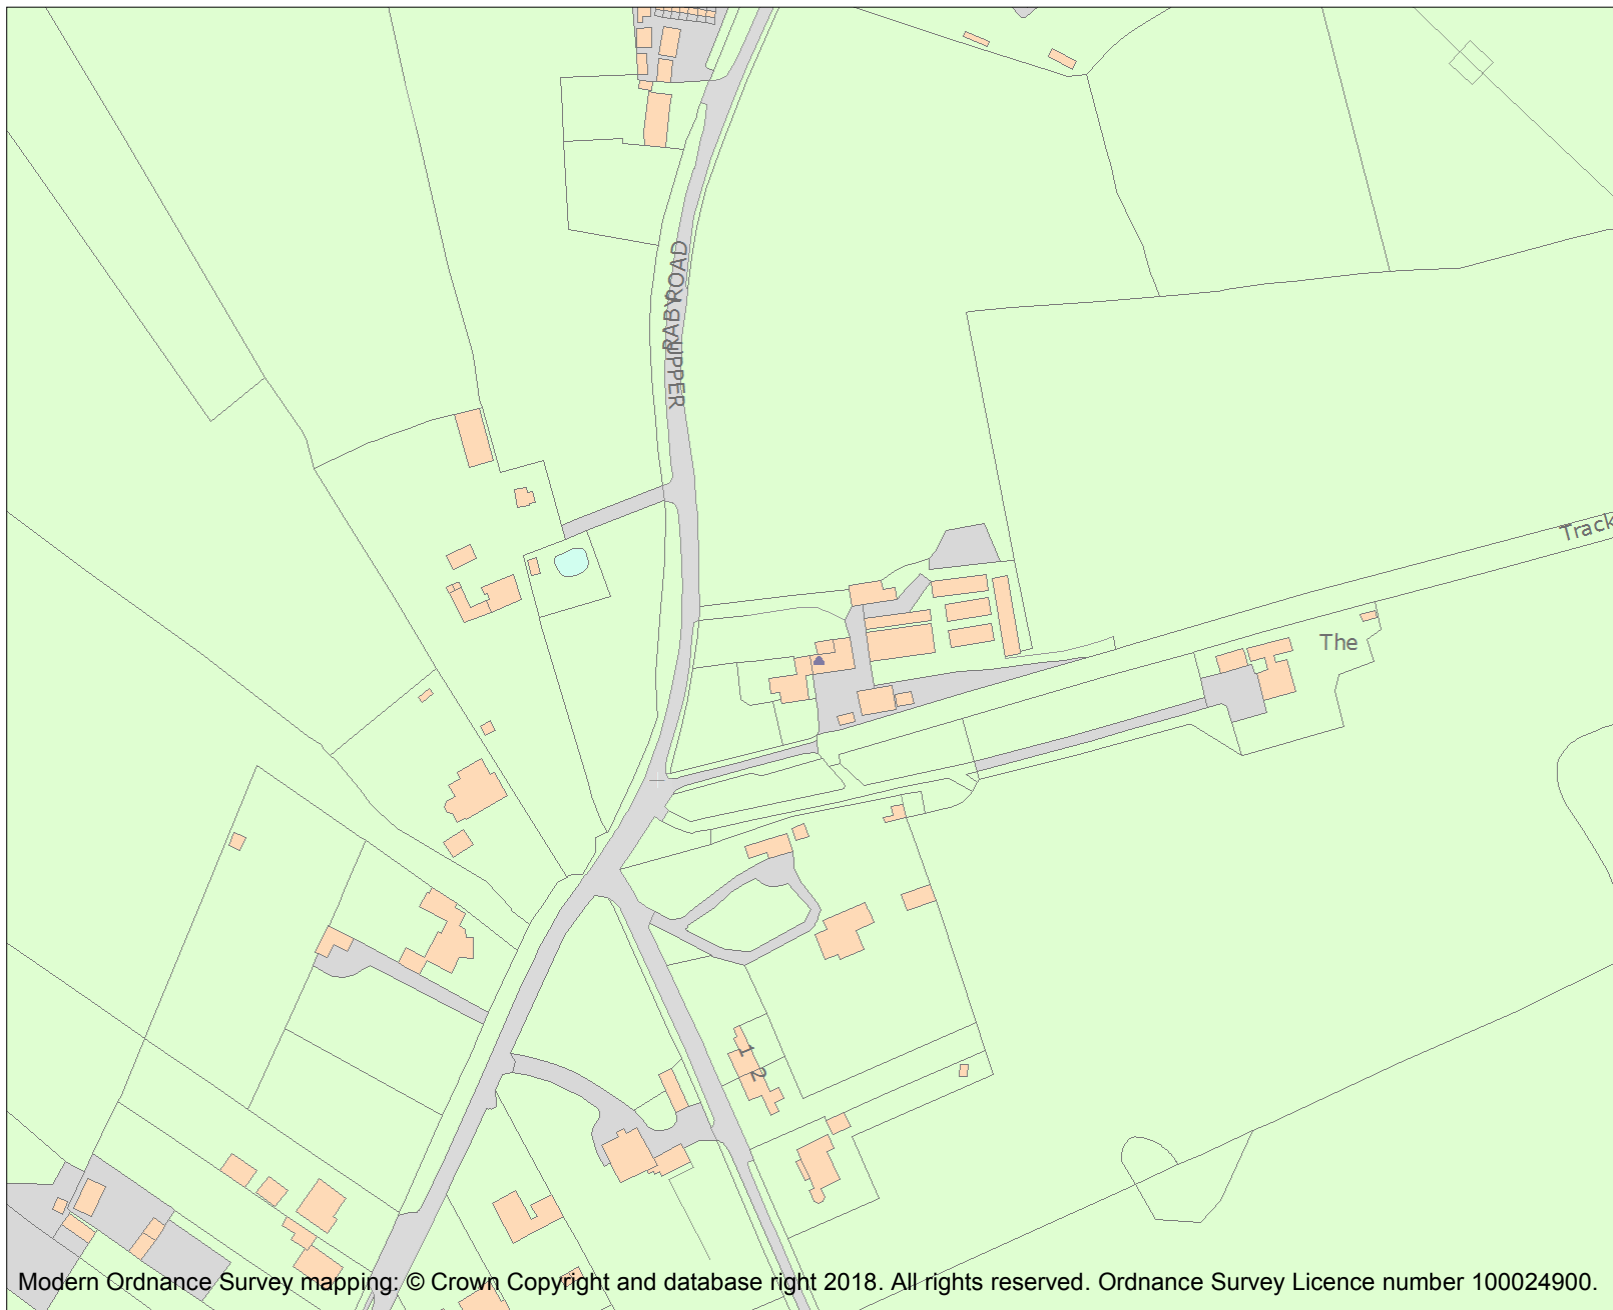 UPPER RABY ROAD
Track
The
1
2
Modern Ordnance Survey mapping: © Crown Copyright and database right 2018. All rights reserved. Ordnance Survey Licence number 100024900.